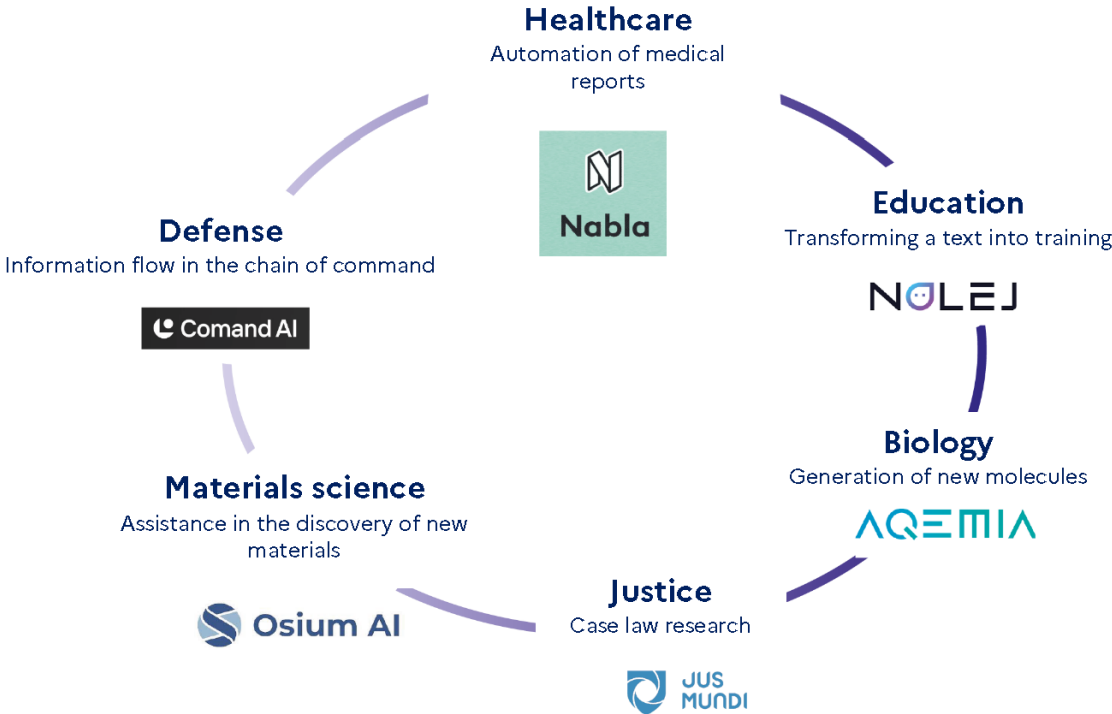 Healthcare
Automation of medical
reports
Nabla
Education
Transforming a text into training
NOLEJ
Biology
Generation of new molecules
AQEMIA
Justice
Case law research
JUS
MUNDI
Materials science
Assistance in the discovery of new
materials
Osium AI
Defense
Information flow in the chain of command
Comand AI